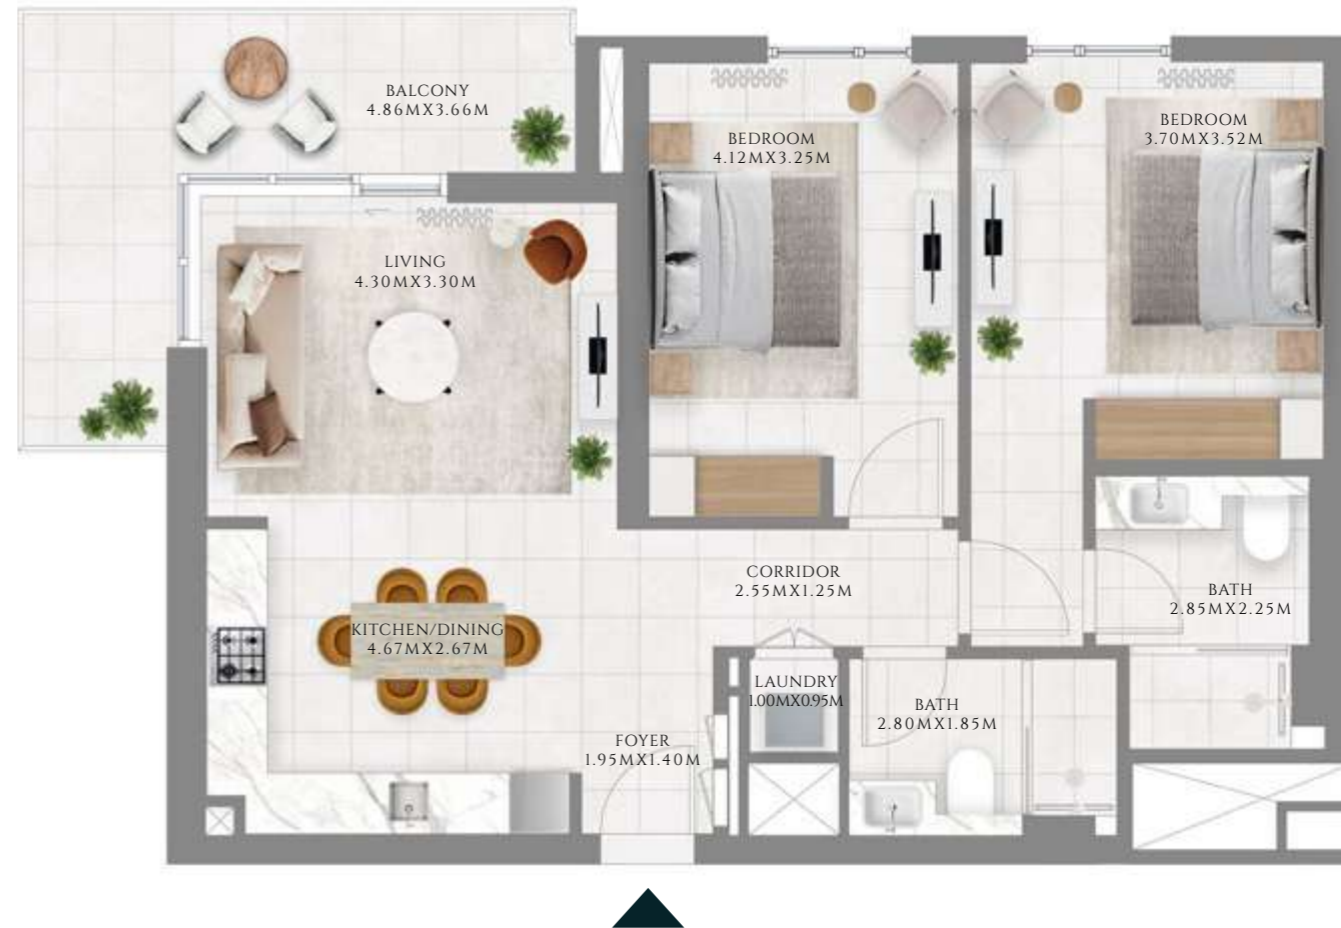 BALCONY
4.86MX3.66M
BEDROOM
4.12MX3.25M
BEDROOM
3.70MX3.52M
LIVING
4.30MX3.30M
CORRIDOR
2.55MX1.25M
BATH
2.85MX2.25M
KITCHEN/DINING
4.67MX2.67M
LAUNDRY
1.00MX0.95M
BATH
2.80MX1.85M
FOYER
1.95MX1.40M